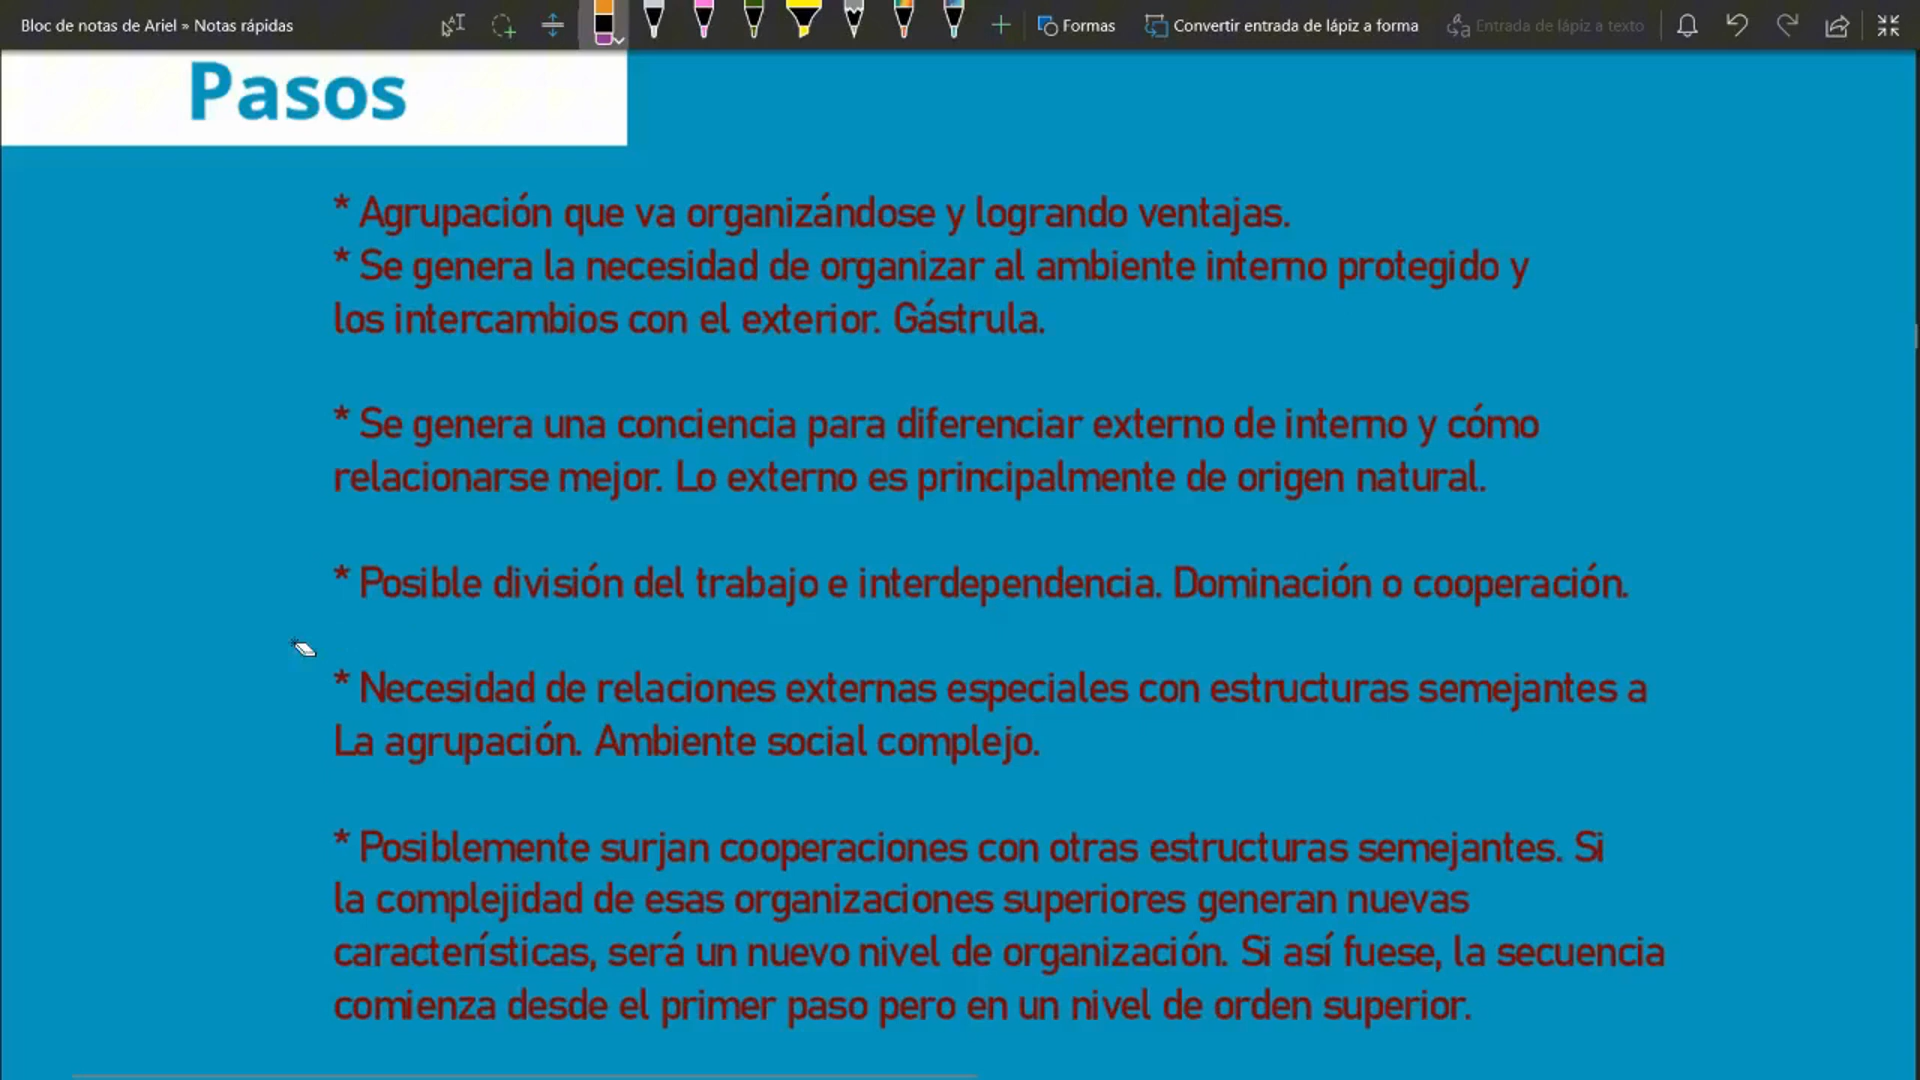 Bloc de notas de Ariel » Notas rápidas
Formas
Convertir entrada de lápiz a forma
Entrada de lápiz a texto
Pasos
* Agrupación que va organizándose y logrando ventajas.
* Se genera la necesidad de organizar al ambiente interno protegido y
los intercambios con el exterior. Gástrula.
* Se genera una conciencia para diferenciar externo de interno y cómo
relacionarse mejor. Lo externo es principalmente de origen natural.
* Posible división del trabajo e interdependencia. Dominación o cooperación.
* Necesidad de relaciones externas especiales con estructuras semejantes a
La agrupación. Ambiente social complejo.
* Posiblemente surjan cooperaciones con otras estructuras semejantes. Si
la complejidad de esas organizaciones superiores generan nuevas
características, será un nuevo nivel de organización. Si así fuese, la secuencia
comienza desde el primer paso pero en un nivel de orden superior.